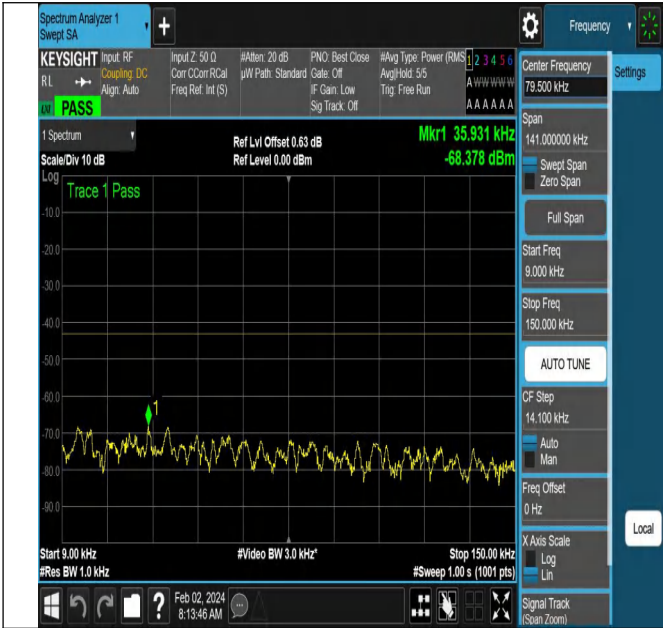 Spectrum Analyzer 1
Swept SA
+
Frequency
KEYSIGHT
RL
PASS
Input: RF
Coupling: DC
Align: Auto
Input Z: 50 Ω
Corr CCorr RCal
Freq Ref: Int (S)
#Atten: 20 dB
µW Path: Standard
PNO: Best Close
Gate: Off
IF Gain: Low
Sig Track: Off
#Avg Type: Power (RMS
Avg|Hold: 5/5
Trig: Free Run
1 2 3 4 5 6
A W W W W W
A A A A A A
1 Spectrum
Scale/Div 10 dB
Ref Lvl Offset 0.63 dB
Ref Level 0.00 dBm
Mkr1 35.931 kHz
-68.378 dBm
Log
Trace 1 Pass
-10.0
-20.0
-30.0
-40.0
-50.0
-60.0
1
-70.0
-80.0
-90.0
Start 9.00 kHz
#Video BW 3.0 kHz*
Stop 150.00 kHz
#Res BW 1.0 kHz
#Sweep 1.00 s (1001 pts)
?
Feb 02, 2024
8:13:46 AM
Center Frequency
79.500 kHz
Settings
Span
141.000000 kHz
Swept Span
Zero Span
Full Span
Start Freq
9.000 kHz
Stop Freq
150.000 kHz
AUTO TUNE
CF Step
14.100 kHz
Auto
Man
Freq Offset
0 Hz
Local
X Axis Scale
Log
Lin
Signal Track
(Span Zoom)